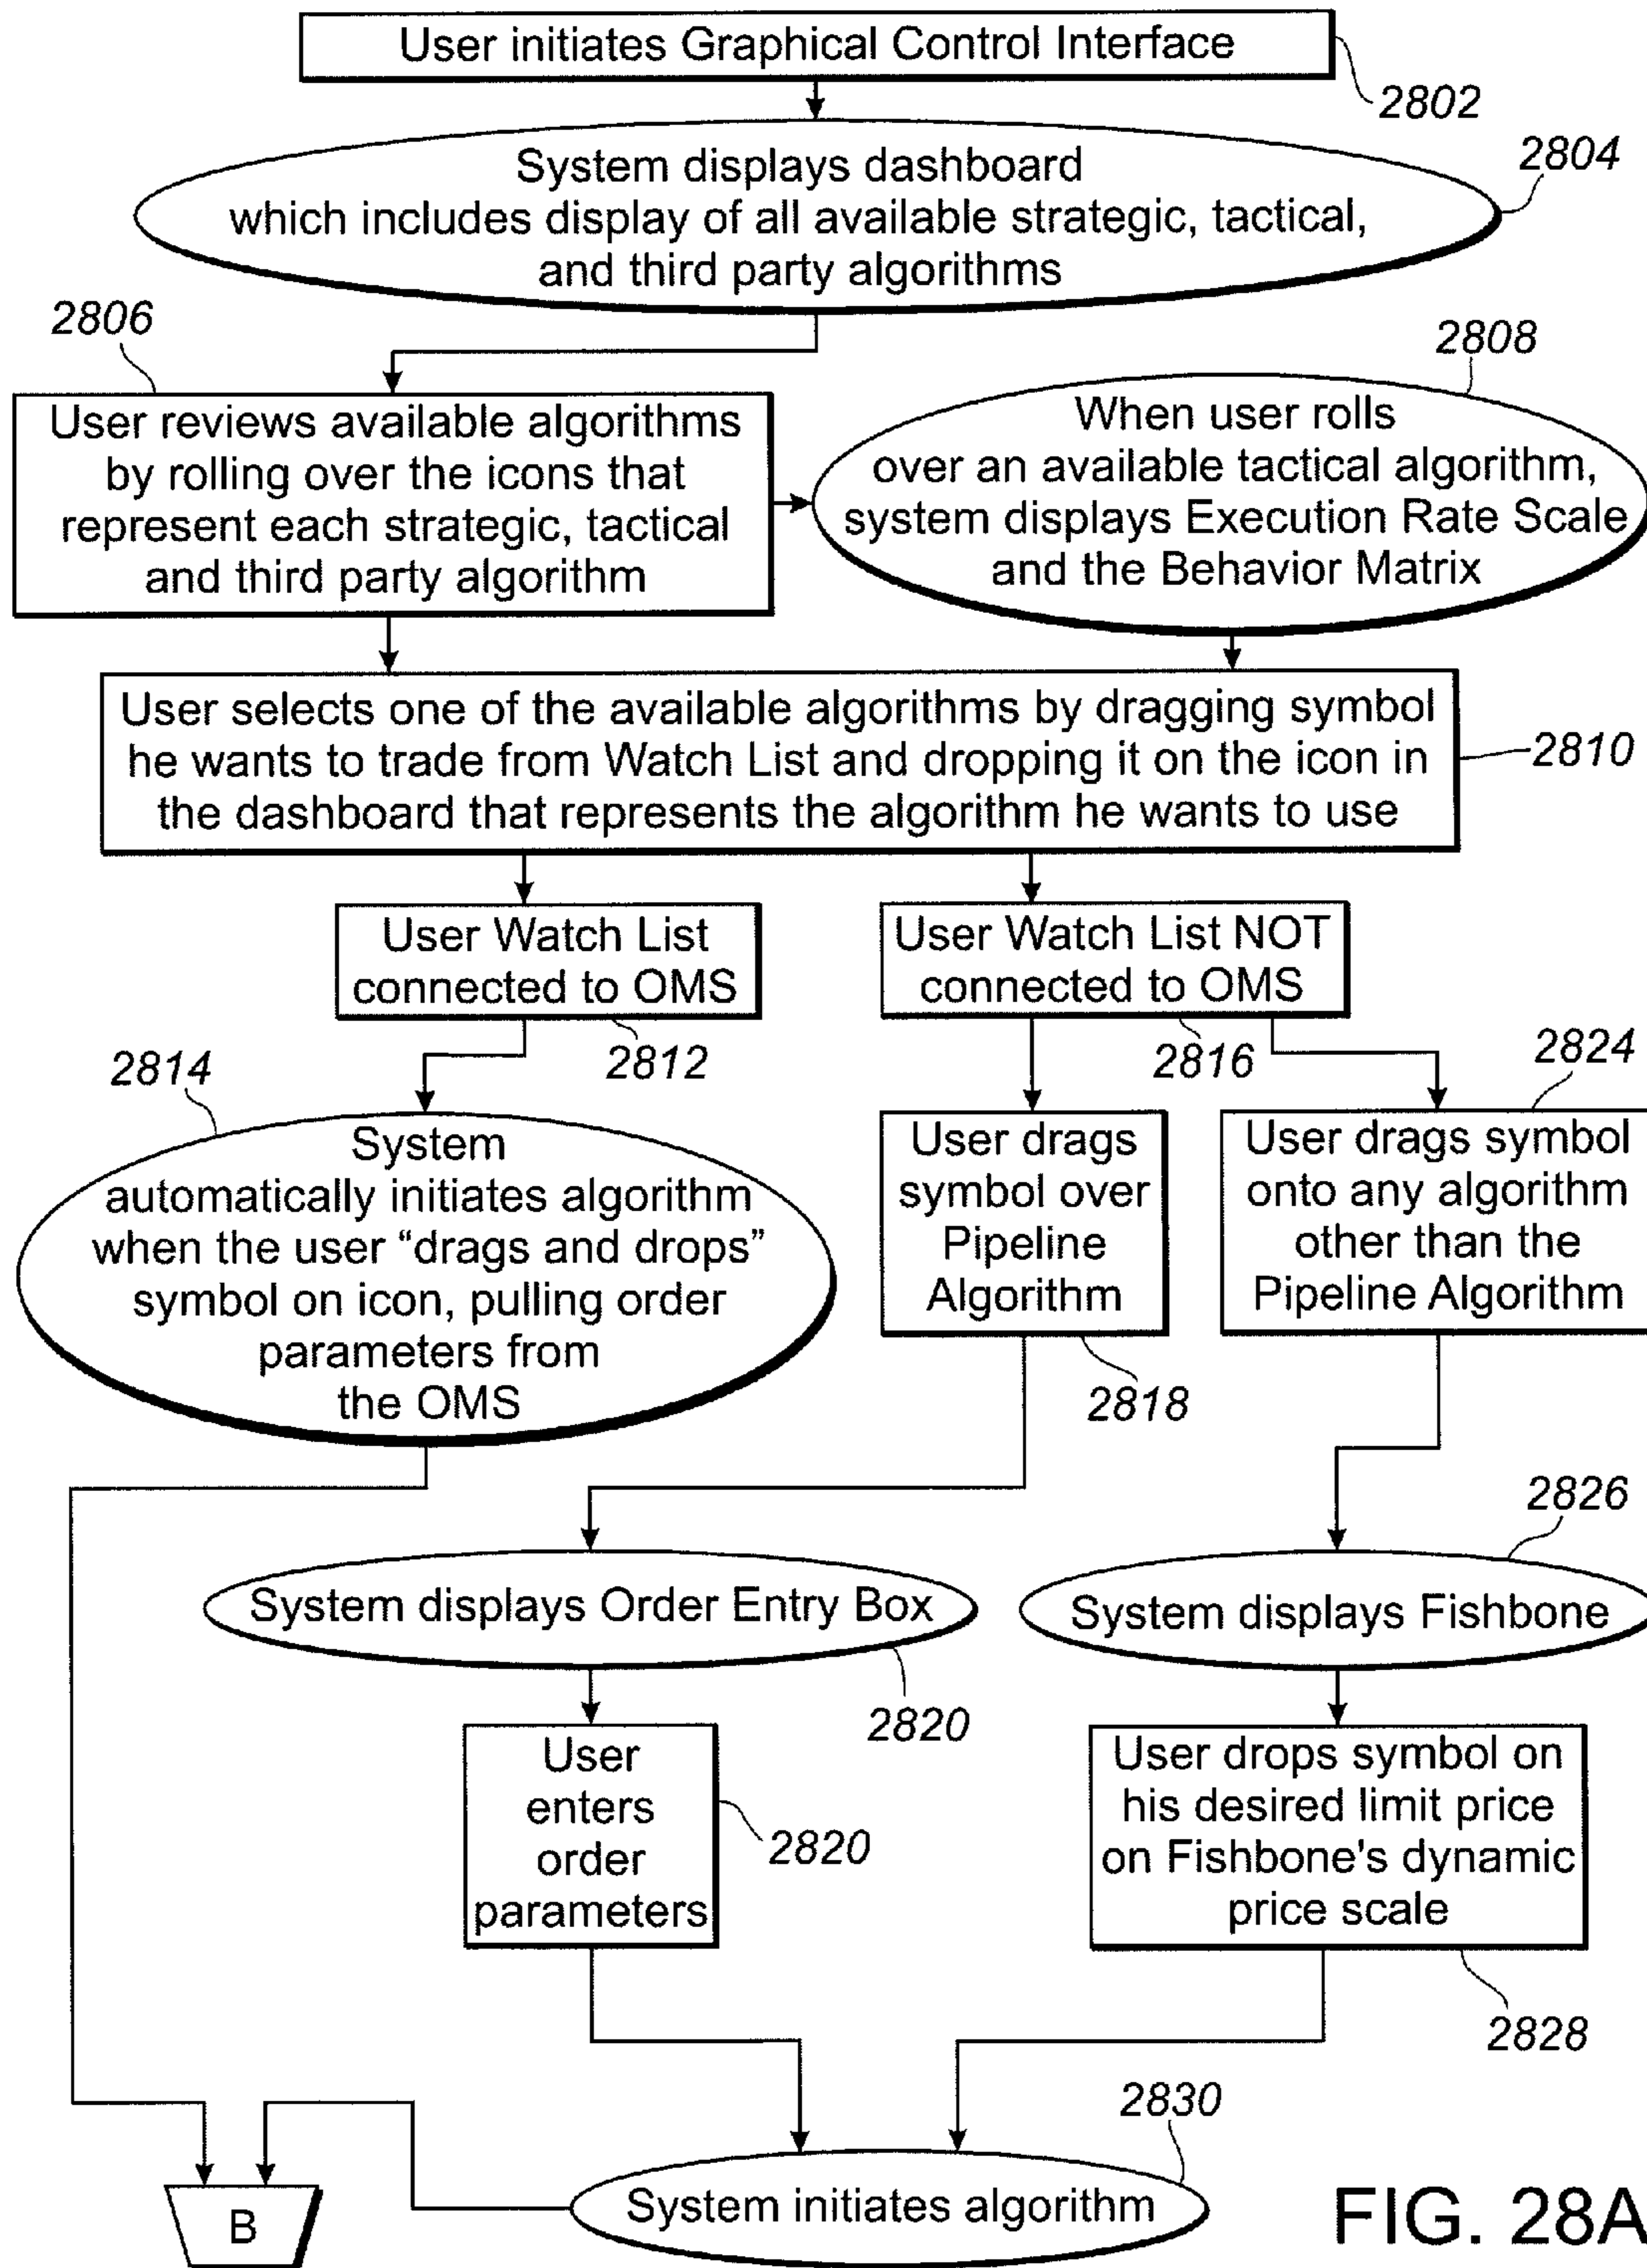 User initiates Graphical Control Interface
2802
System displays dashboard
which includes display of all available strategic, tactical,
and third party algorithms
2804
2806
User reviews available algorithms
by rolling over the icons that
represent each strategic, tactical
and third party algorithm
2808
When user rolls
over an available tactical algorithm,
system displays Execution Rate Scale
and the Behavior Matrix
User selects one of the available algorithms by dragging symbol
he wants to trade from Watch List and dropping it on the icon in
the dashboard that represents the algorithm he wants to use
2810
User Watch List
connected to OMS
2812
User Watch List NOT
connected to OMS
2816
2814
System
automatically initiates algorithm
when the user “drags and drops”
symbol on icon, pulling order
parameters from
the OMS
User drags
symbol over
Pipeline
Algorithm
2818
2824
User drags symbol
onto any algorithm
other than the
Pipeline Algorithm
System displays Order Entry Box
2820
2826
System displays Fishbone
User
enters
order
parameters
2820
User drops symbol on
his desired limit price
on Fishbone's dynamic
price scale
2828
2830
System initiates algorithm
B
FIG. 28A